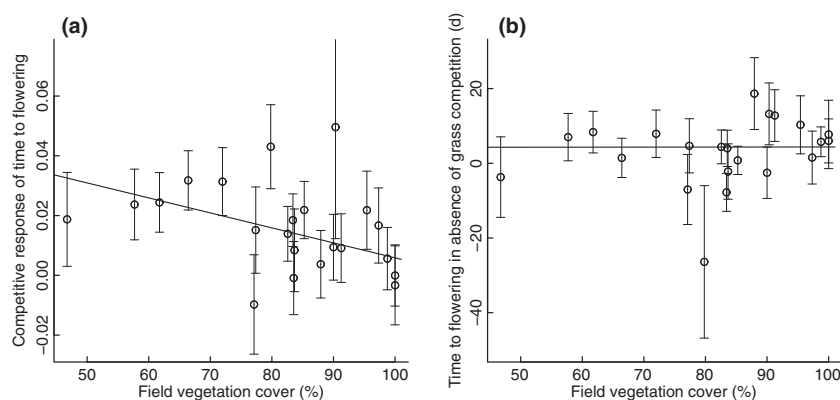 (a)
Competitive response of time to flowering
0.06
0.04
0.02
0.00
-0.02
50 60 70 80 90 100
Field vegetation cover (%)
(b)
Time to flowering in absence of grass competition (d)
20
0
-20
-40
50 60 70 80 90 100
Field vegetation cover (%)